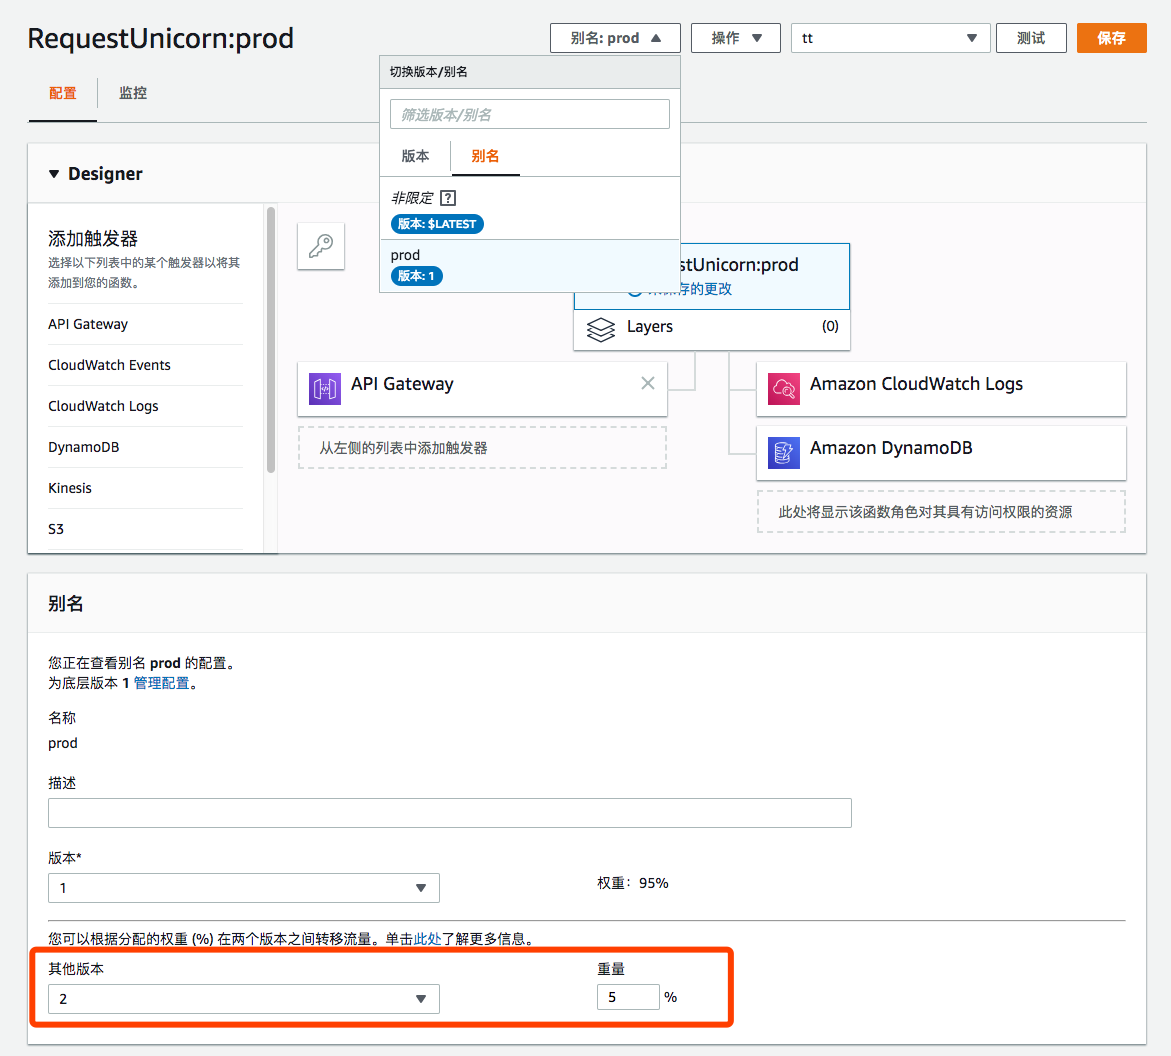 RequestUnicorn:prod
别名: prod
操作
tt
测试
保存
切换版本/别名
筛选版本/别名
配置
监控
版本
别名
非限定 ?
版本: $LATEST
prod
版本: 1
Designer
添加触发器
选择以下列表中的某个触发器以将其
添加到您的函数。
API Gateway
CloudWatch Events
CloudWatch Logs
DynamoDB
Kinesis
S3
stUnicorn:prod
保存的更改
Layers
(0)
API Gateway
从左侧的列表中添加触发器
Amazon CloudWatch Logs
Amazon DynamoDB
此处将显示该函数角色对其具有访问权限的资源
别名
您正在查看别名 prod 的配置。
为底层版本 1 管理配置。
名称
prod
描述
版本*
1
权重：95%
您可以根据分配的权重 (%) 在两个版本之间转移流量。单击此处了解更多信息。
其他版本
重量
2
5
%